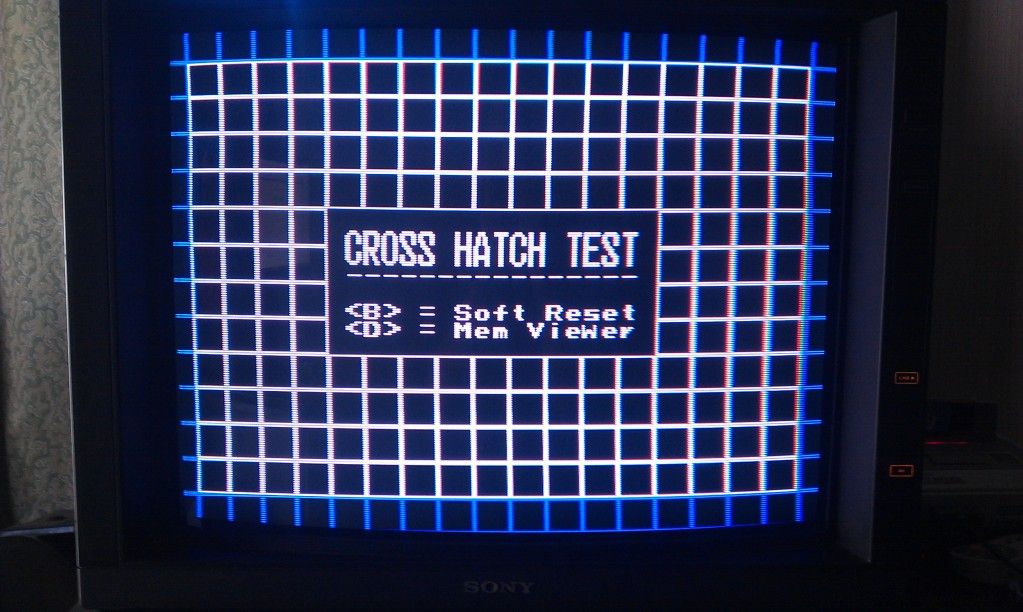 CROSS HATCH TEST
<B> = Soft Reset
<D> = Mem Viewer
SONY